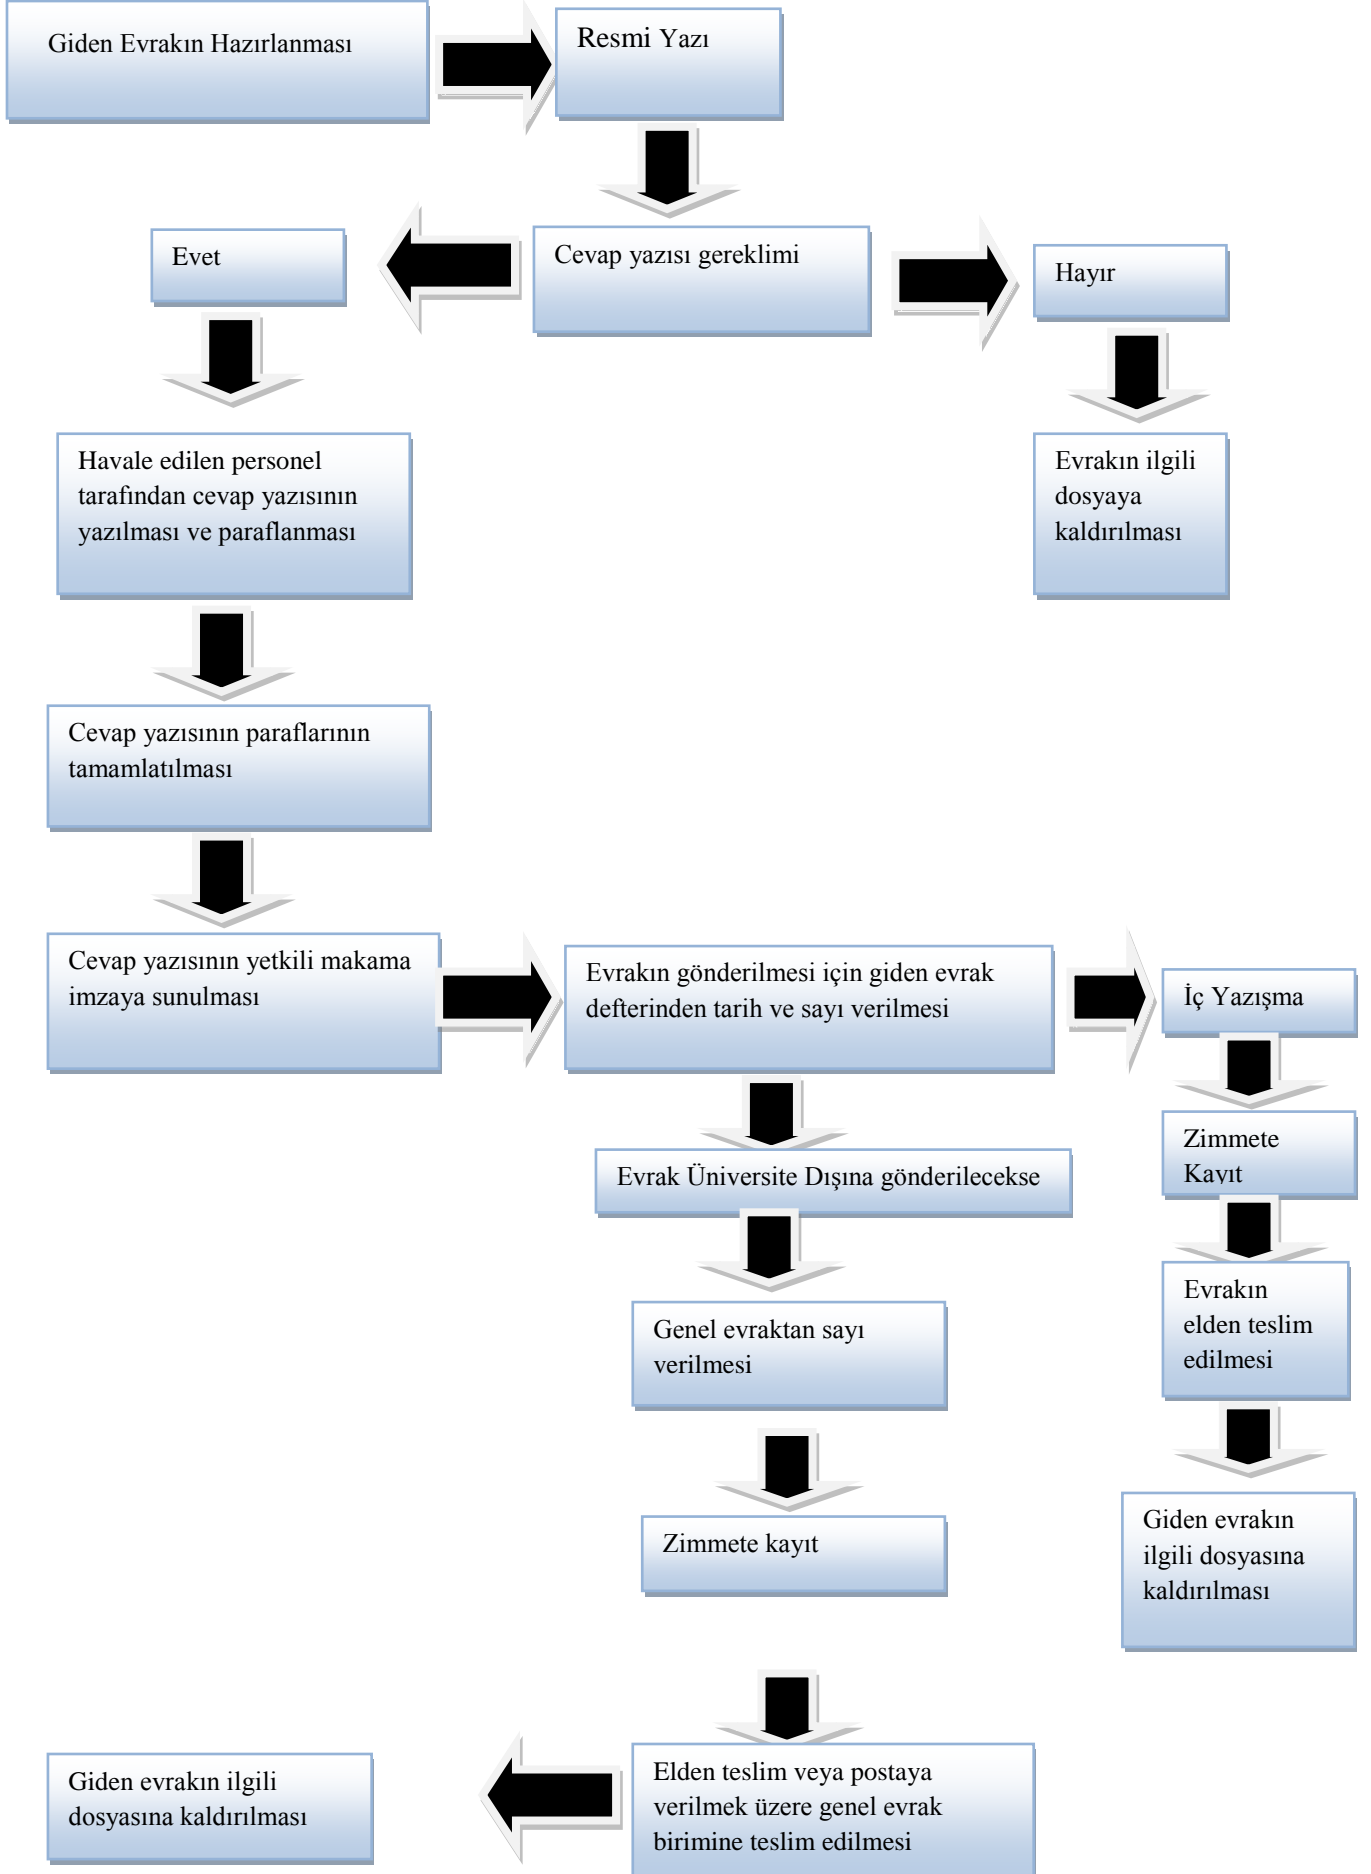 Giden Evrakın Hazırlanması
Resmi Yazı
Evet
Cevap yazısı gereklimi
Hayır
Havale edilen personel
tarafından cevap yazısının
yazılması ve paraflanması
Evrakın ilgili
dosyaya
kaldırılması
Cevap yazısının paraflarının
tamamlatılması
Cevap yazısının yetkili makama
imzaya sunulması
Evrakın gönderilmesi için giden evrak
defterinden tarih ve sayı verilmesi
İç Yazışma
Evrak Üniversite Dışına gönderilecekse
Zimmete
Kayıt
Genel evraktan sayı
verilmesi
Evrakın
elden teslim
edilmesi
Zimmete kayıt
Giden evrakın
ilgili dosyasına
kaldırılması
Elden teslim veya postaya
verilmek üzere genel evrak
birimine teslim edilmesi
Giden evrakın ilgili
dosyasına kaldırılması